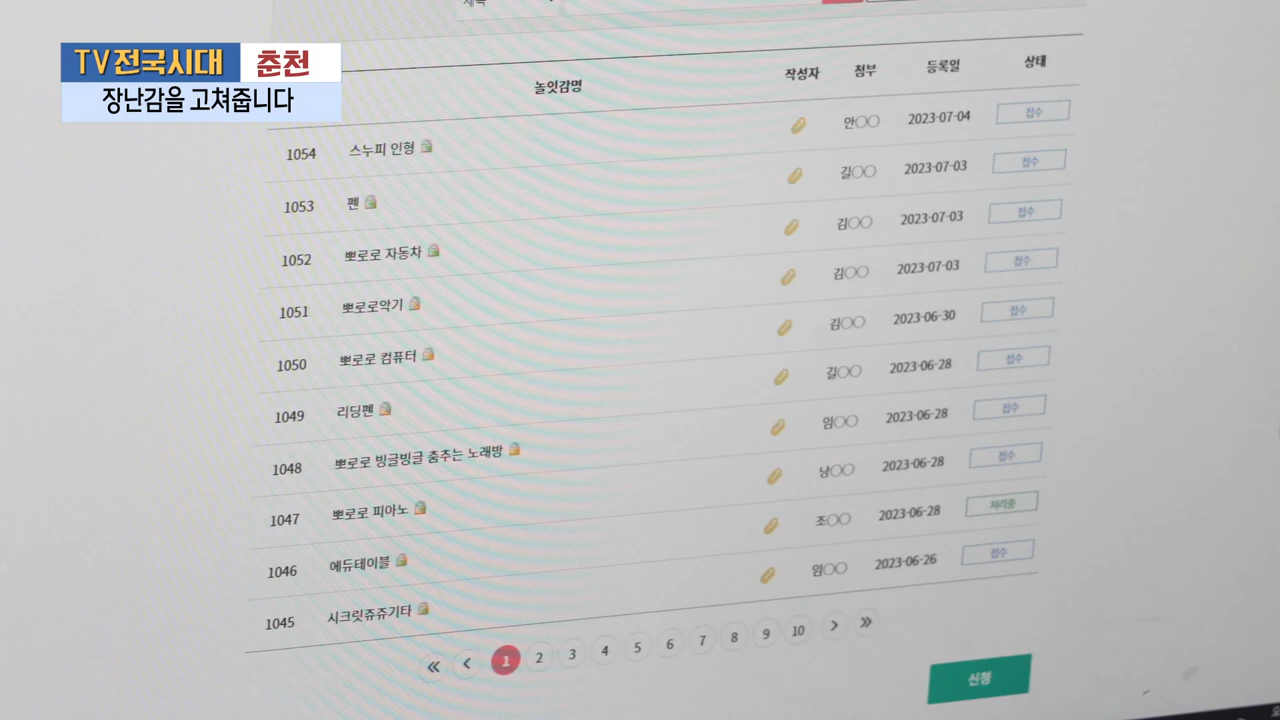 TV전국시대 춘천
장난감을 고쳐줍니다
놀잇감명 작성자 첨부 등록일 상태
1054 스누피 인형 안○○ 2023-07-04 접수
1053 펜 길○○ 2023-07-03 접수
1052 뽀로로 자동차 김○○ 2023-07-03 접수
1051 뽀로로악기 김○○ 2023-07-03 접수
1050 뽀로로 컴퓨터 김○○ 2023-06-30 접수
1049 리딩펜 길○○ 2023-06-28 접수
1048 뽀로로 빙글빙글 춤추는 노래방 임○○ 2023-06-28 접수
1047 뽀로로 피아노 낭○○ 2023-06-28 접수
1046 에듀테이블 조○○ 2023-06-28 처리중
1045 시크릿쥬쥬기타 임○○ 2023-06-26 접수
« < 1 2 3 4 5 6 7 8 9 10 > »
신청